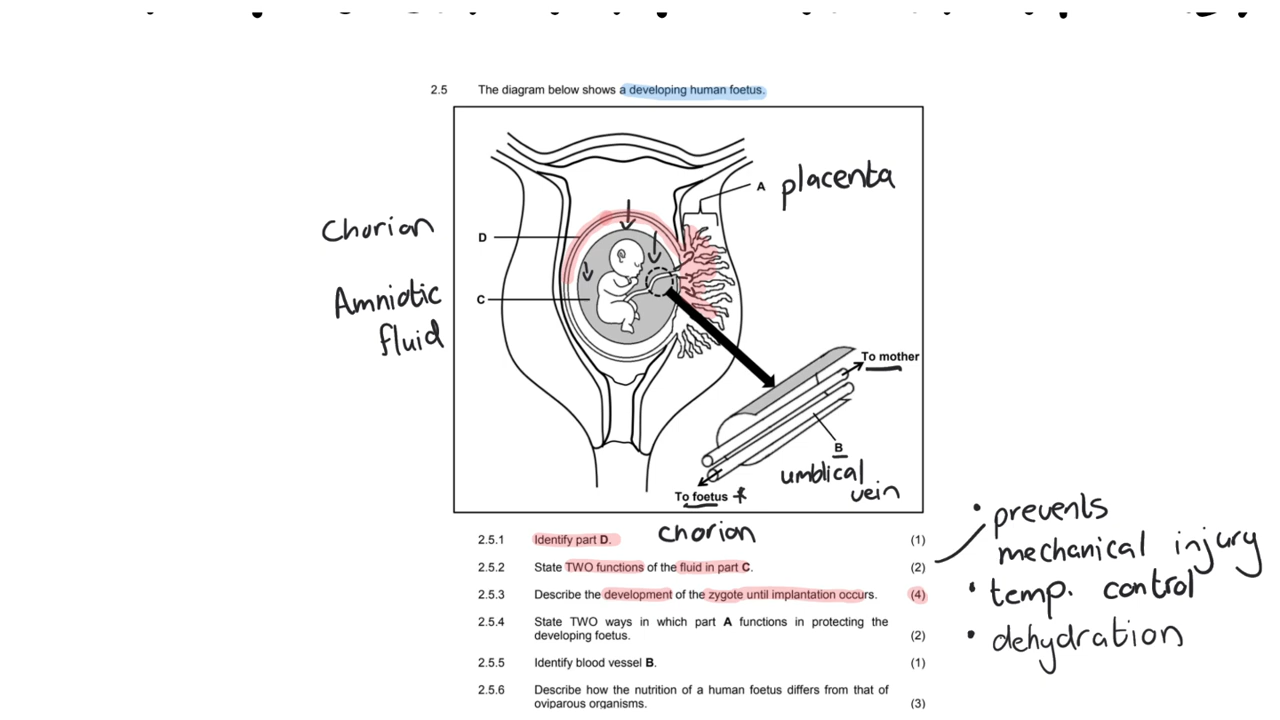 2.5 The diagram below shows a developing human foetus.
A placenta
Chorion
D
Amniotic
fluid
C
To mother
B
umblical
vein
To foetus *
chorion
2.5.1 Identify part D. (1)
2.5.2 State TWO functions of the fluid in part C. (2)
2.5.3 Describe the development of the zygote until implantation occurs. (4)
2.5.4 State TWO ways in which part A functions in protecting the
developing foetus. (2)
2.5.5 Identify blood vessel B. (1)
2.5.6 Describe how the nutrition of a human foetus differs from that of
oviparous organisms. (3)
• prevents
mechanical injury
• temp. control
• dehydration